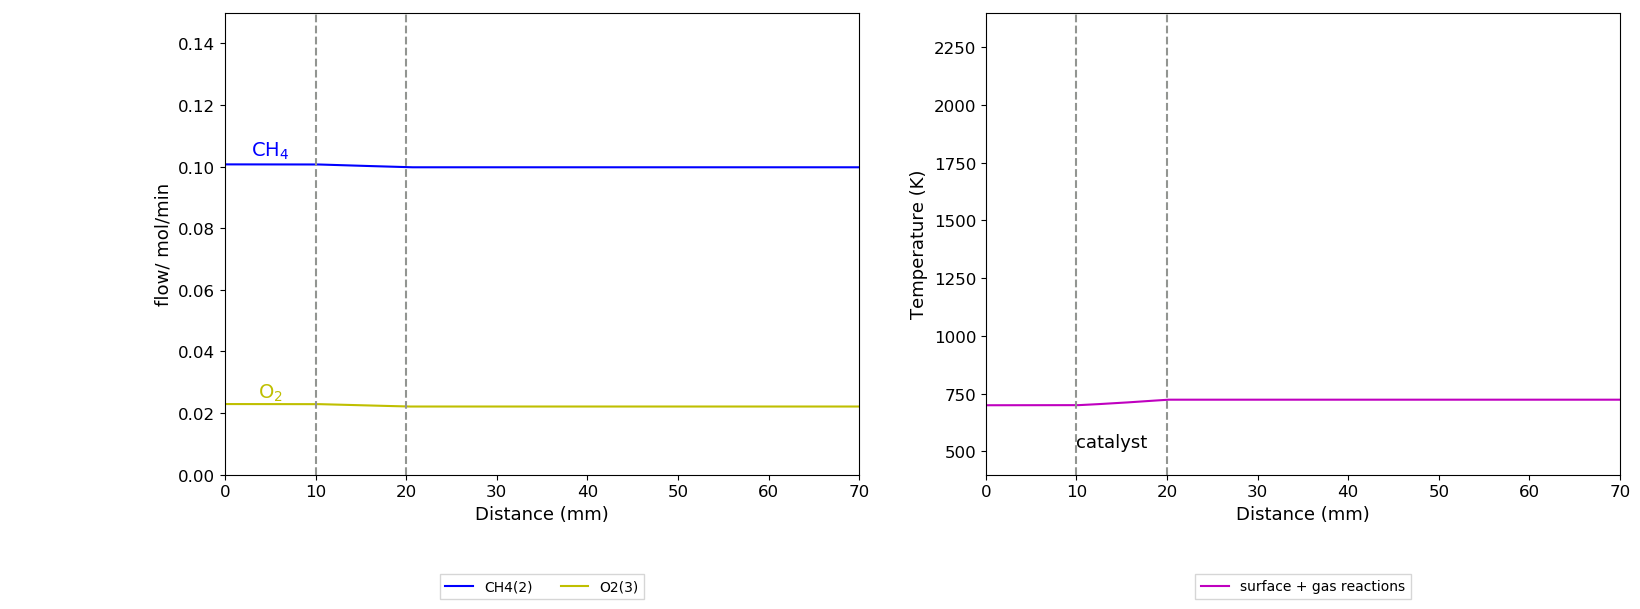 0.14
0.12
0.10
0.08
0.06
0.04
0.02
0.00
flow/ mol/min
CH₄
O₂
0 10 20 30 40 50 60 70
Distance (mm)
CH4(2) O2(3)
2250
2000
1750
1500
1250
1000
750
500
Temperature (K)
catalyst
0 10 20 30 40 50 60 70
Distance (mm)
surface + gas reactions